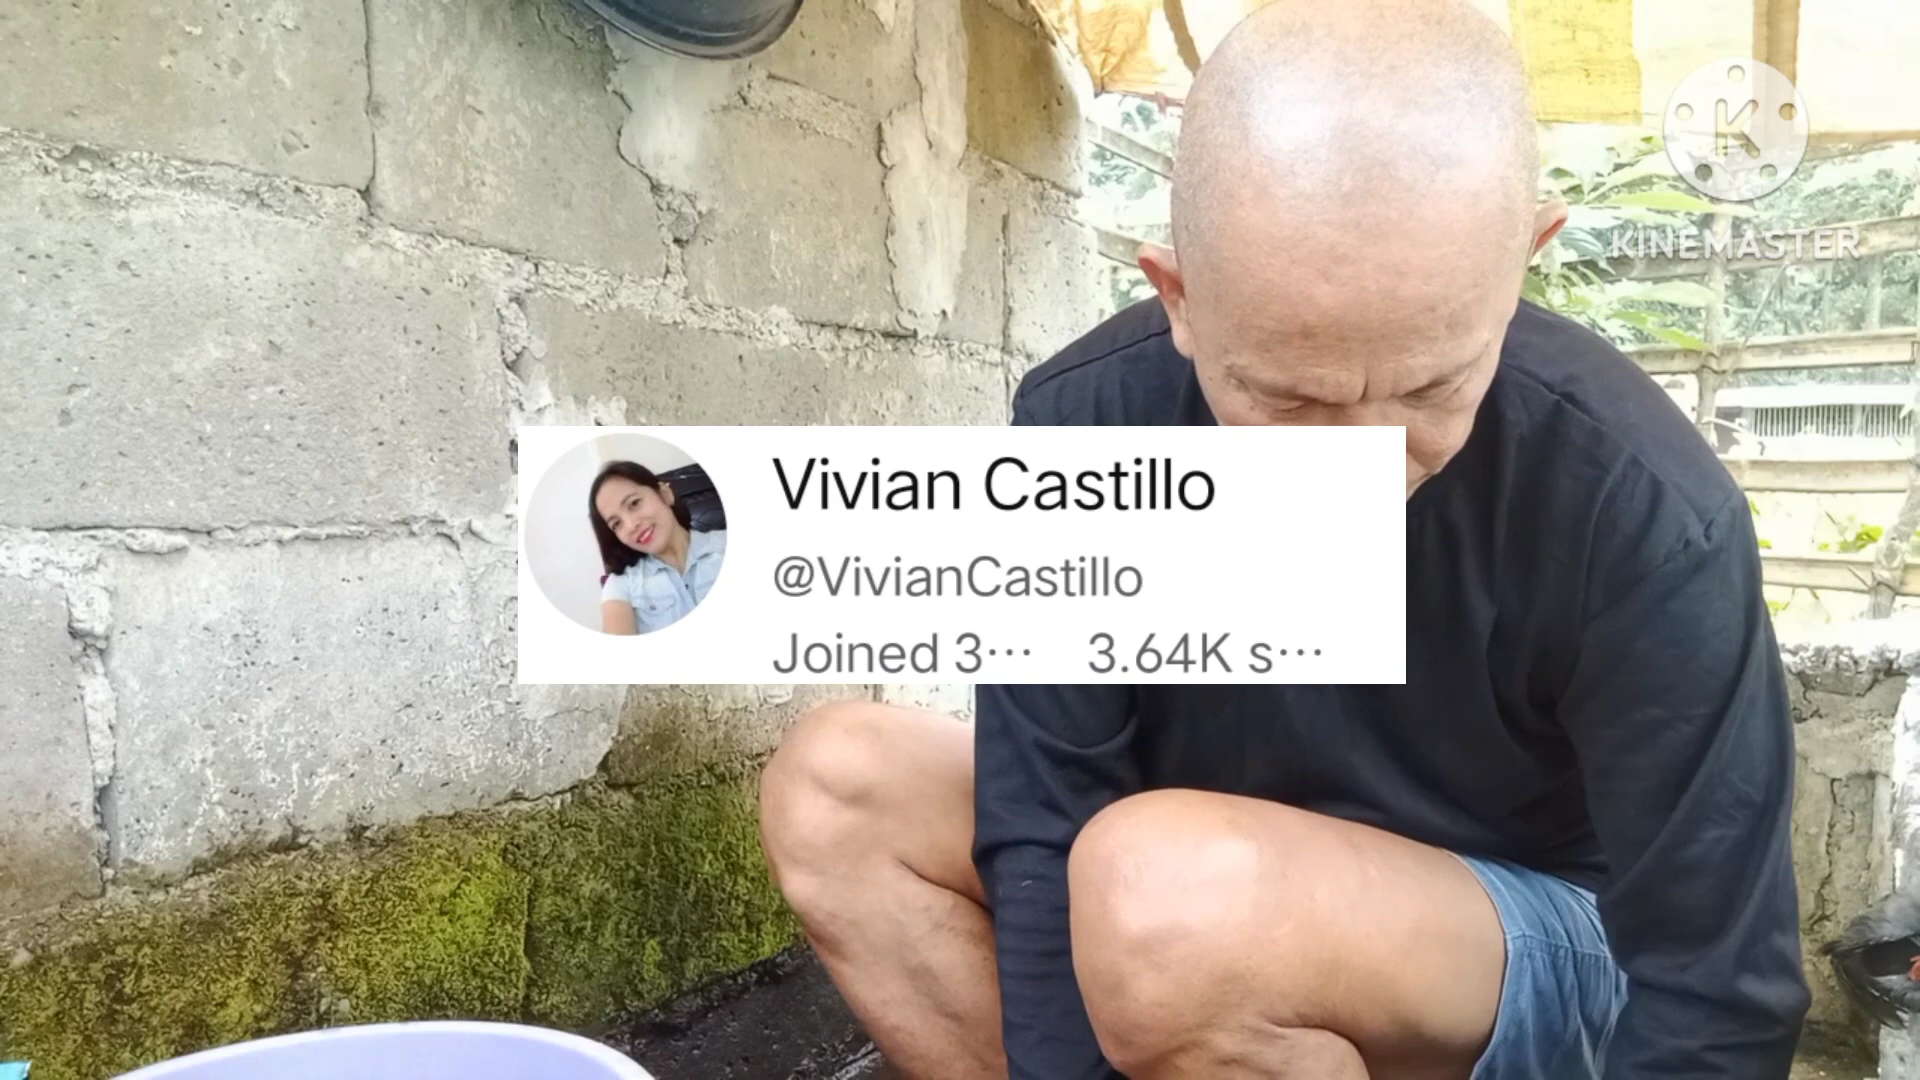 K
KINEMASTER
Vivian Castillo
@VivianCastillo
Joined 3··· 3.64K s···